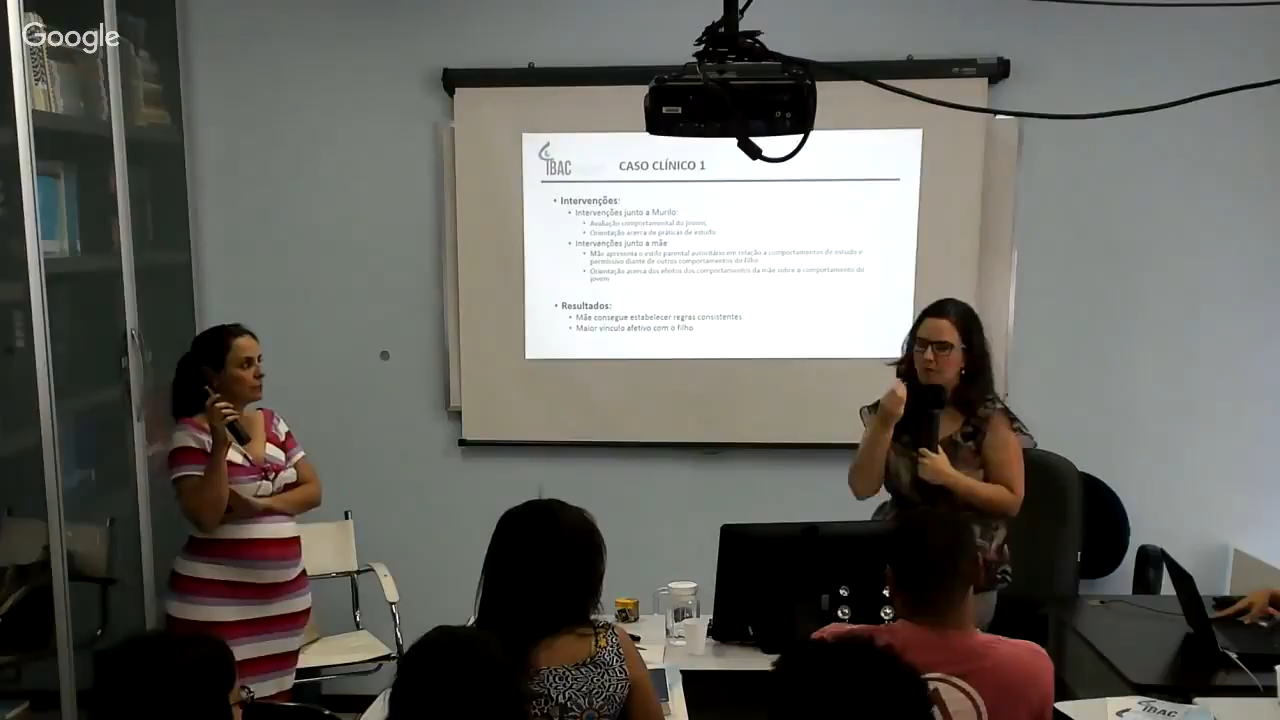 Google
IBAC
CASO CLÍNICO 1
• Intervenções:
• Intervenções junto a Murilo:
• Avaliação comportamental do jovem;
• Orientação acerca de práticas de estudo
• Intervenções junto a mãe
• Mãe apresenta o estilo parental autoritário em relação a comportamentos de estudo e
permissivo diante de outros comportamentos do filho
• Orientação acerca dos efeitos dos comportamentos da mãe sobre o comportamento do
jovem
• Resultados:
• Mãe consegue estabelecer regras consistentes
• Maior vínculo afetivo com o filho
IBAC